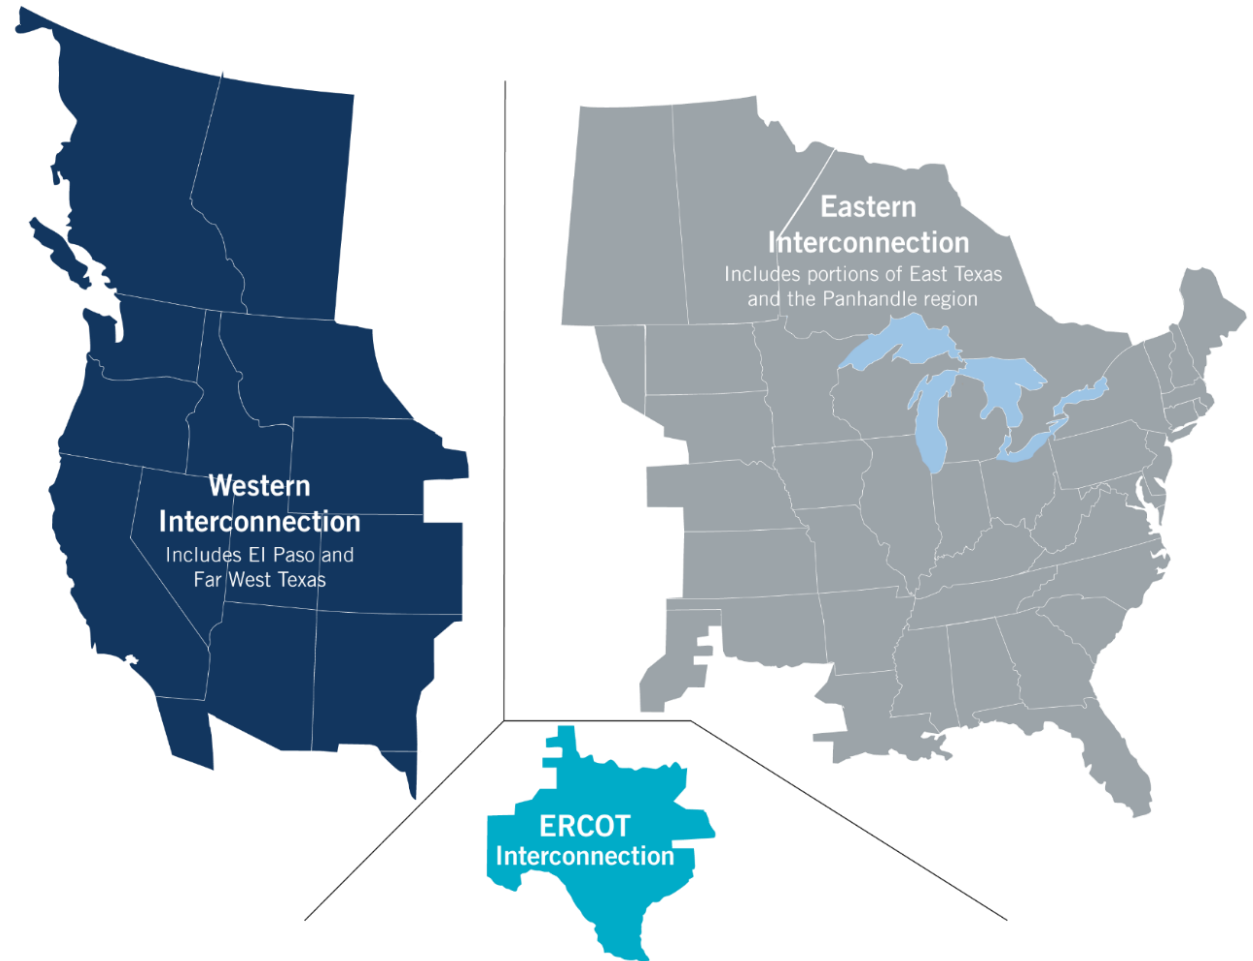 Western
Interconnection
Includes El Paso and
Far West Texas
Eastern
Interconnection
Includes portions of East Texas
and the Panhandle region
ERCOT
Interconnection